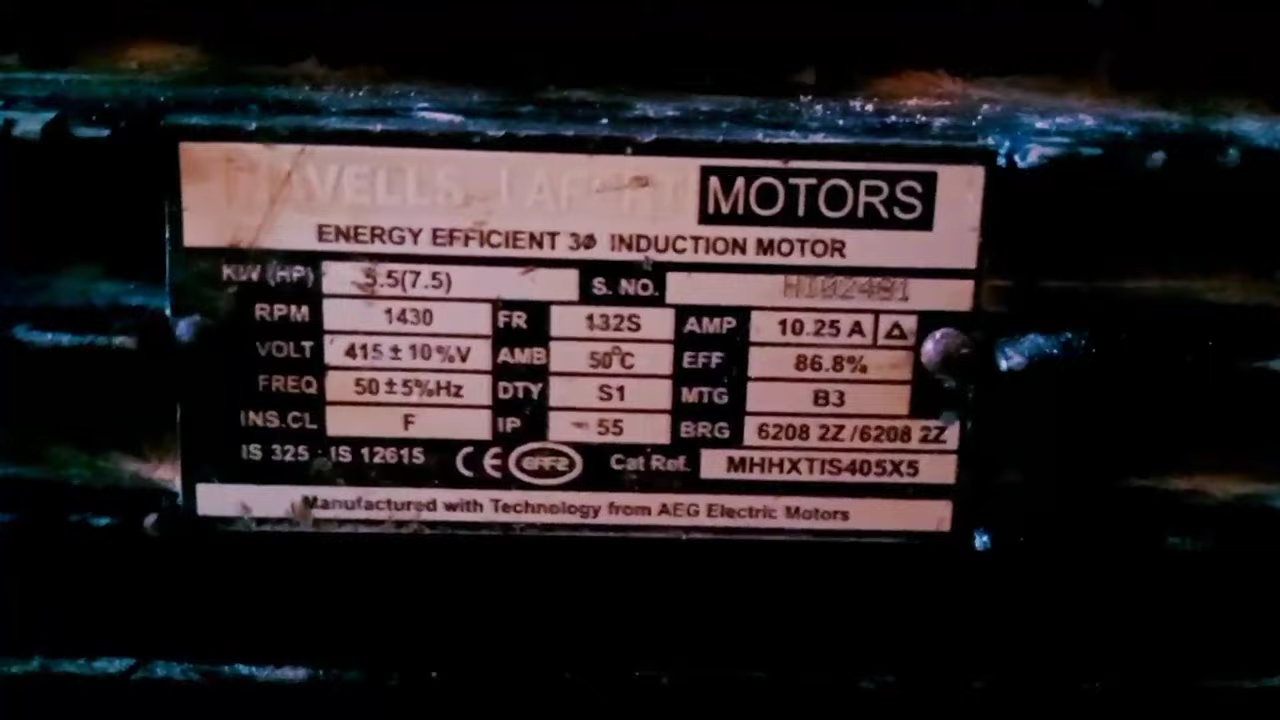 VELLS LAFERT MOTORS
ENERGY EFFICIENT 3Ø INDUCTION MOTOR
KW (HP) 5.5(7.5) S. NO. HI02481
RPM 1430 FR 132S AMP 10.25 A Δ
VOLT 415±10%V AMB 50°C EFF 86.8%
FREQ 50±5%Hz DTY S1 MTG B3
INS.CL F IP 55 BRG 6208 2Z/6208 2Z
IS 325 : IS 12615 CE EFF2 Cat Ref. MHHXTIS405X5
Manufactured with Technology from AEG Electric Motors